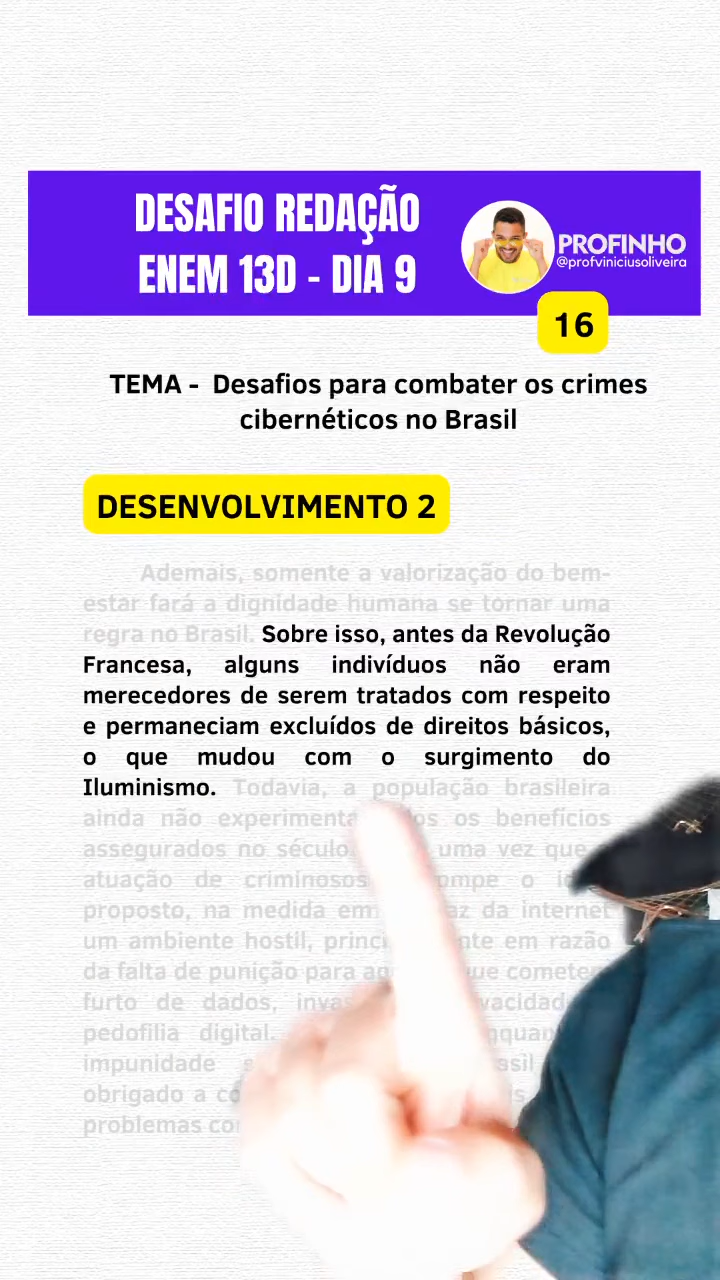 DESAFIO REDAÇÃO
ENEM 13D - DIA 9
PROFINHO
@profviniciusoliveira
16
TEMA - Desafios para combater os crimes
cibernéticos no Brasil
DESENVOLVIMENTO 2
Ademais, somente a valorização do bem-
estar fará a dignidade humana se tornar uma
regra no Brasil. Sobre isso, antes da Revolução
Francesa, alguns indivíduos não eram
merecedores de serem tratados com respeito
e permaneciam excluídos de direitos básicos,
o que mudou com o surgimento do
Iluminismo. Todavia, a população brasileira
ainda não os benefícios
assegurados no uma vez que
atuação de criminosos o
proposto, na medida em da internet
um ambiente hostil, em razão
da falta de punição para que
furto de dados,
pedofilia digital.
impunidade
obrigado a
problemas